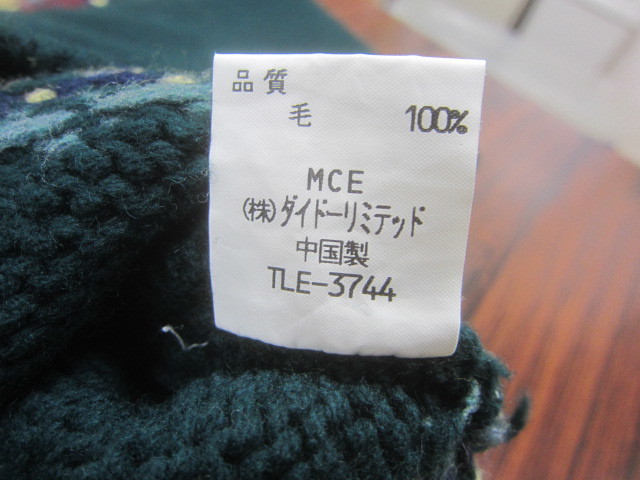 品質
毛 100%
MCE
(株)ダイドーリミテッド
中国製
TLE-3744